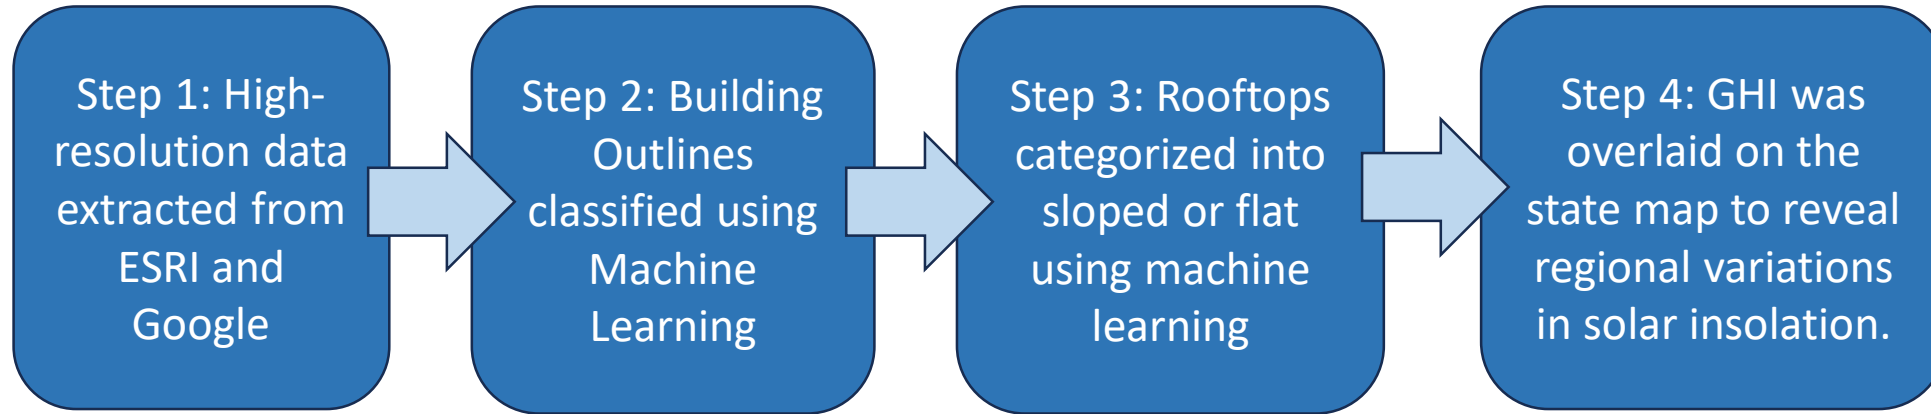 Step 1: High-
resolution data
extracted from
ESRI and
Google
Step 2: Building
Outlines
classified using
Machine
Learning
Step 3: Rooftops
categorized into
sloped or flat
using machine
learning
Step 4: GHI was
overlaid on the
state map to reveal
regional variations
in solar insolation.